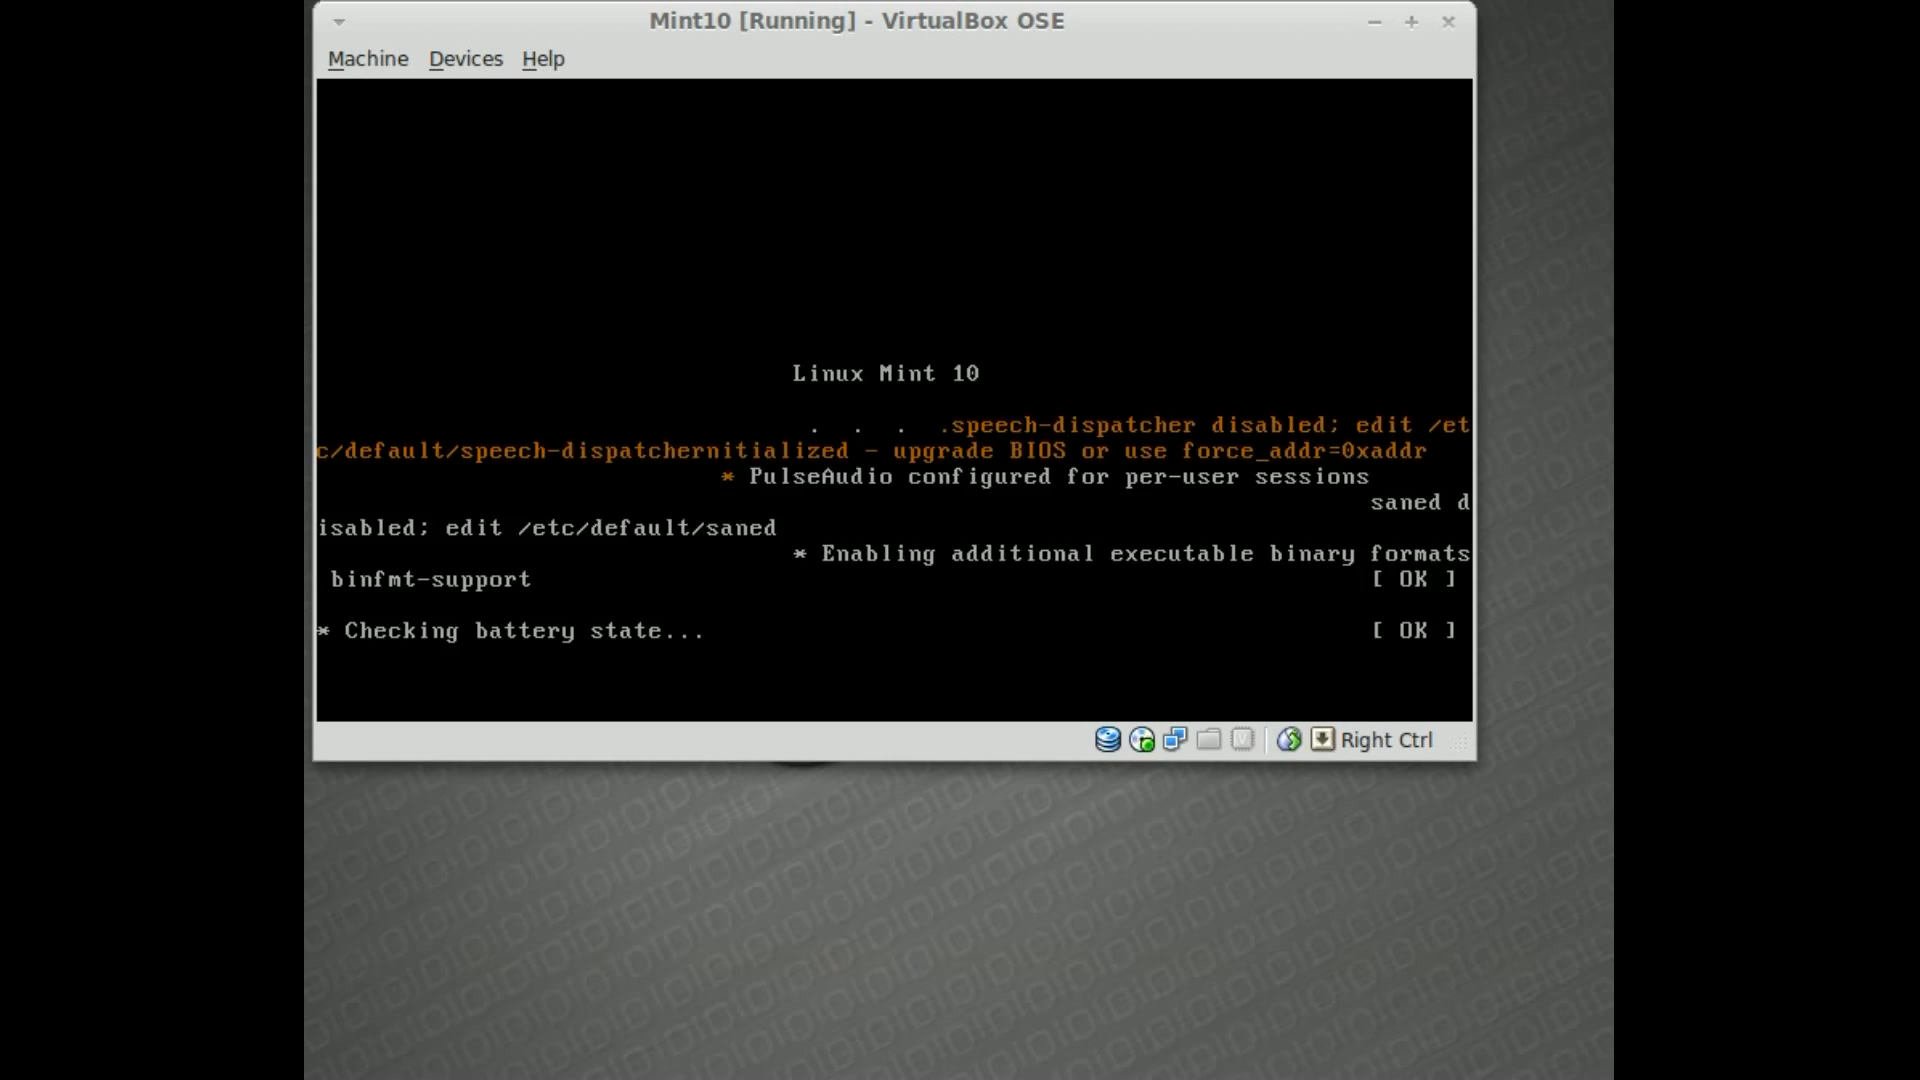 Mint10 [Running] - VirtualBox OSE
Machine Devices Help
Linux Mint 10
. . . .speech-dispatcher disabled; edit /et
c/default/speech-dispatchernitialized - upgrade BIOS or use force_addr=0xaddr
* PulseAudio configured for per-user sessions
saned d
isabled; edit /etc/default/saned
* Enabling additional executable binary formats
binfmt-support [ OK ]
* Checking battery state... [ OK ]
Right Ctrl